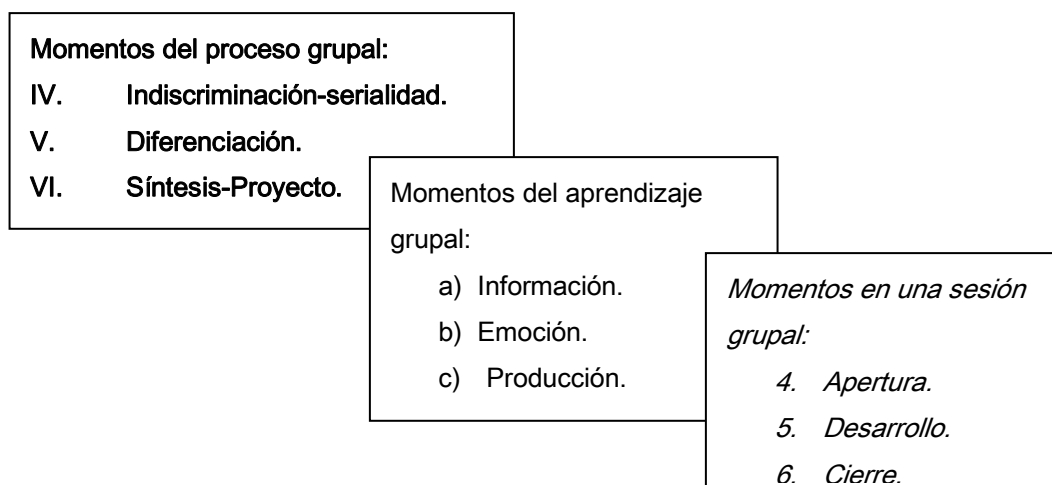 Momentos del proceso grupal:
IV. Indiscriminación-serialidad.
V. Diferenciación.
VI. Síntesis-Proyecto.
Momentos del aprendizaje
grupal:
a) Información.
b) Emoción.
c) Producción.
Momentos en una sesión
grupal:
4. Apertura.
5. Desarrollo.
6. Cierre.